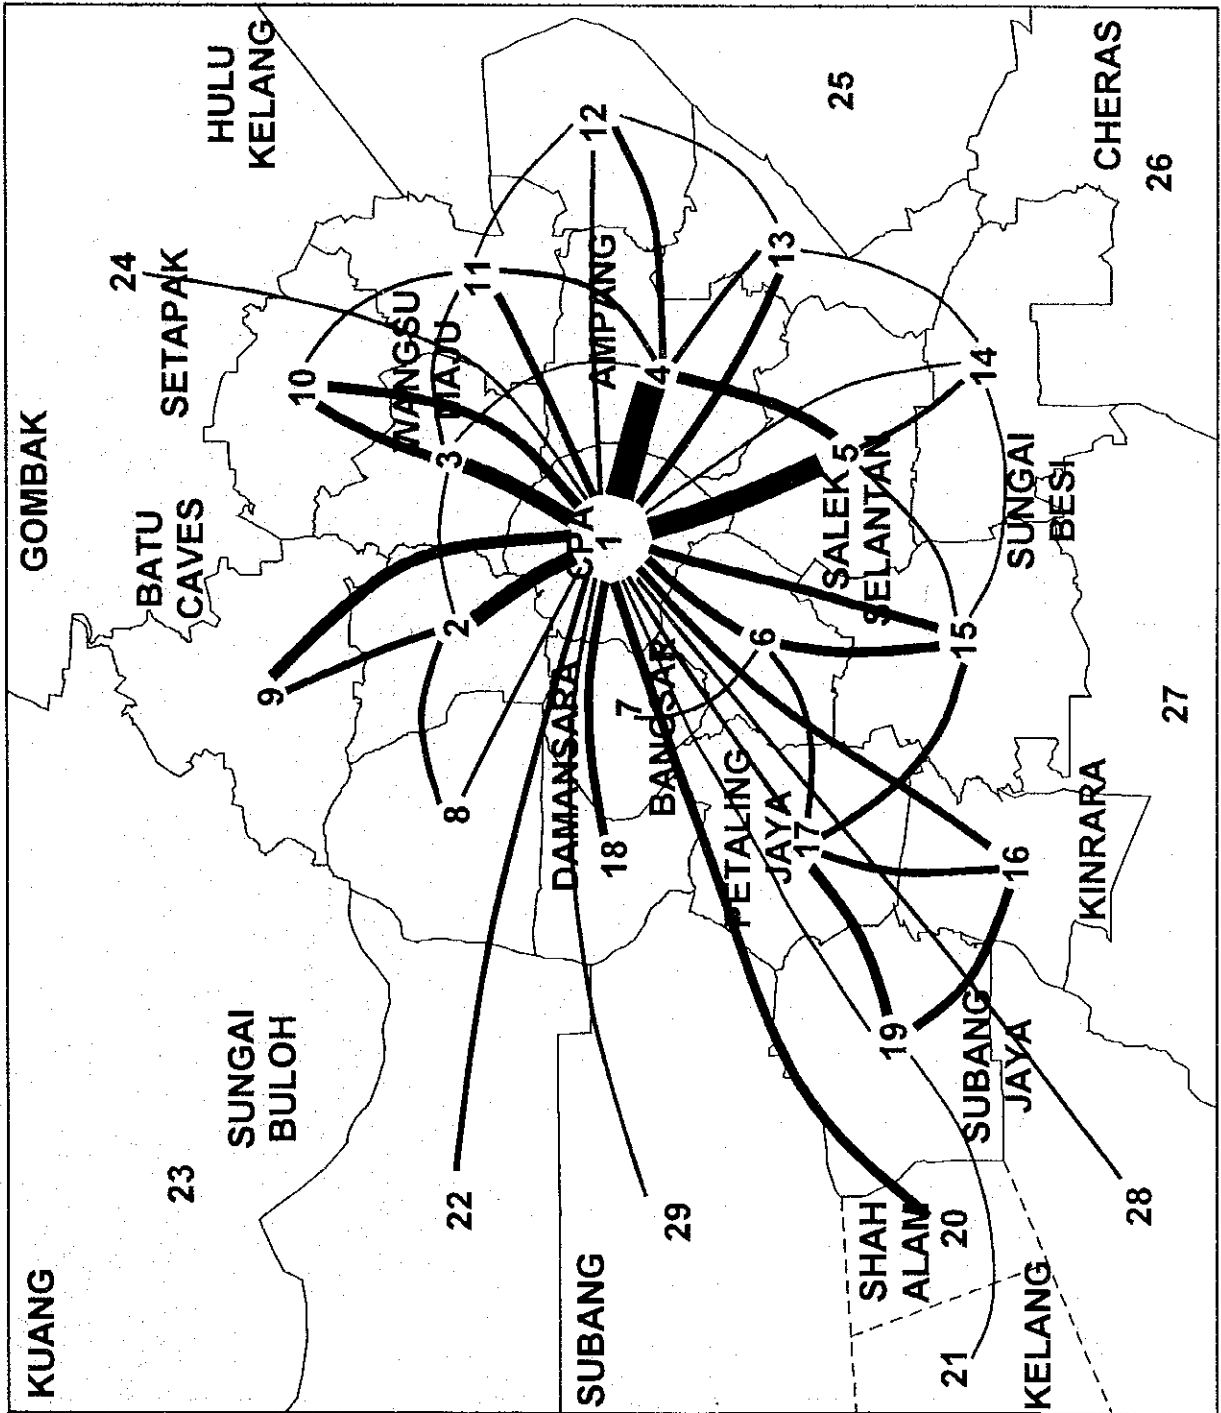 KUANG
GOMBAK
24
BATU
CAVES
SETAPAK
HULU
KELANG
23
SUNGAI
BULOH
9
10
WANGSU
MAJU
22
8
2
3
11
DAMANSARA
CPA
1
SUBANG
18
AMPANG
12
7
BANGSAR
4
29
PETALING
JAYA
6
13
17
SALEK
SELANTAN
5
25
SHAH
ALAM
19
21
20
15
14
SUBANG
JAYA
16
SUNGAI
BESI
KELANG
KINRARA
CHERAS
28
27
26